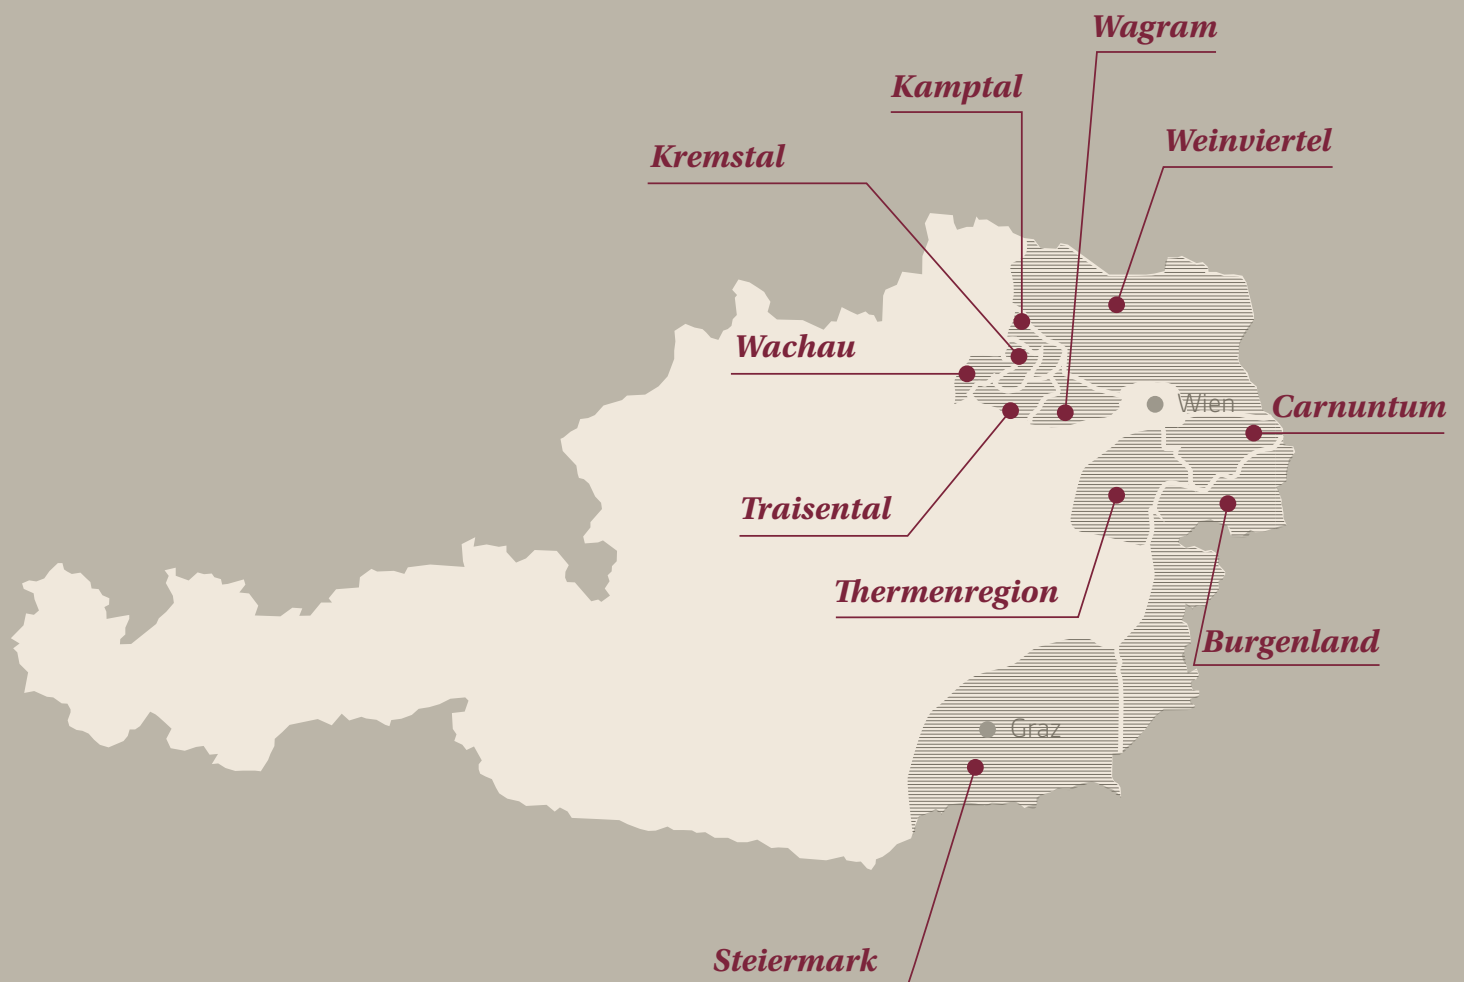 Wagram
Kamptal
Weinviertel
Kremstal
Wachau
Wien
Carnuntum
Traisental
Thermenregion
Burgenland
Graz
Steiermark